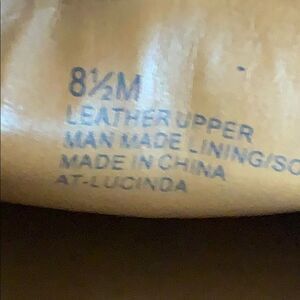 8½M
LEATHER UPPER
MAN MADE LINING/SO
MADE IN CHINA
AT-LUCINDA